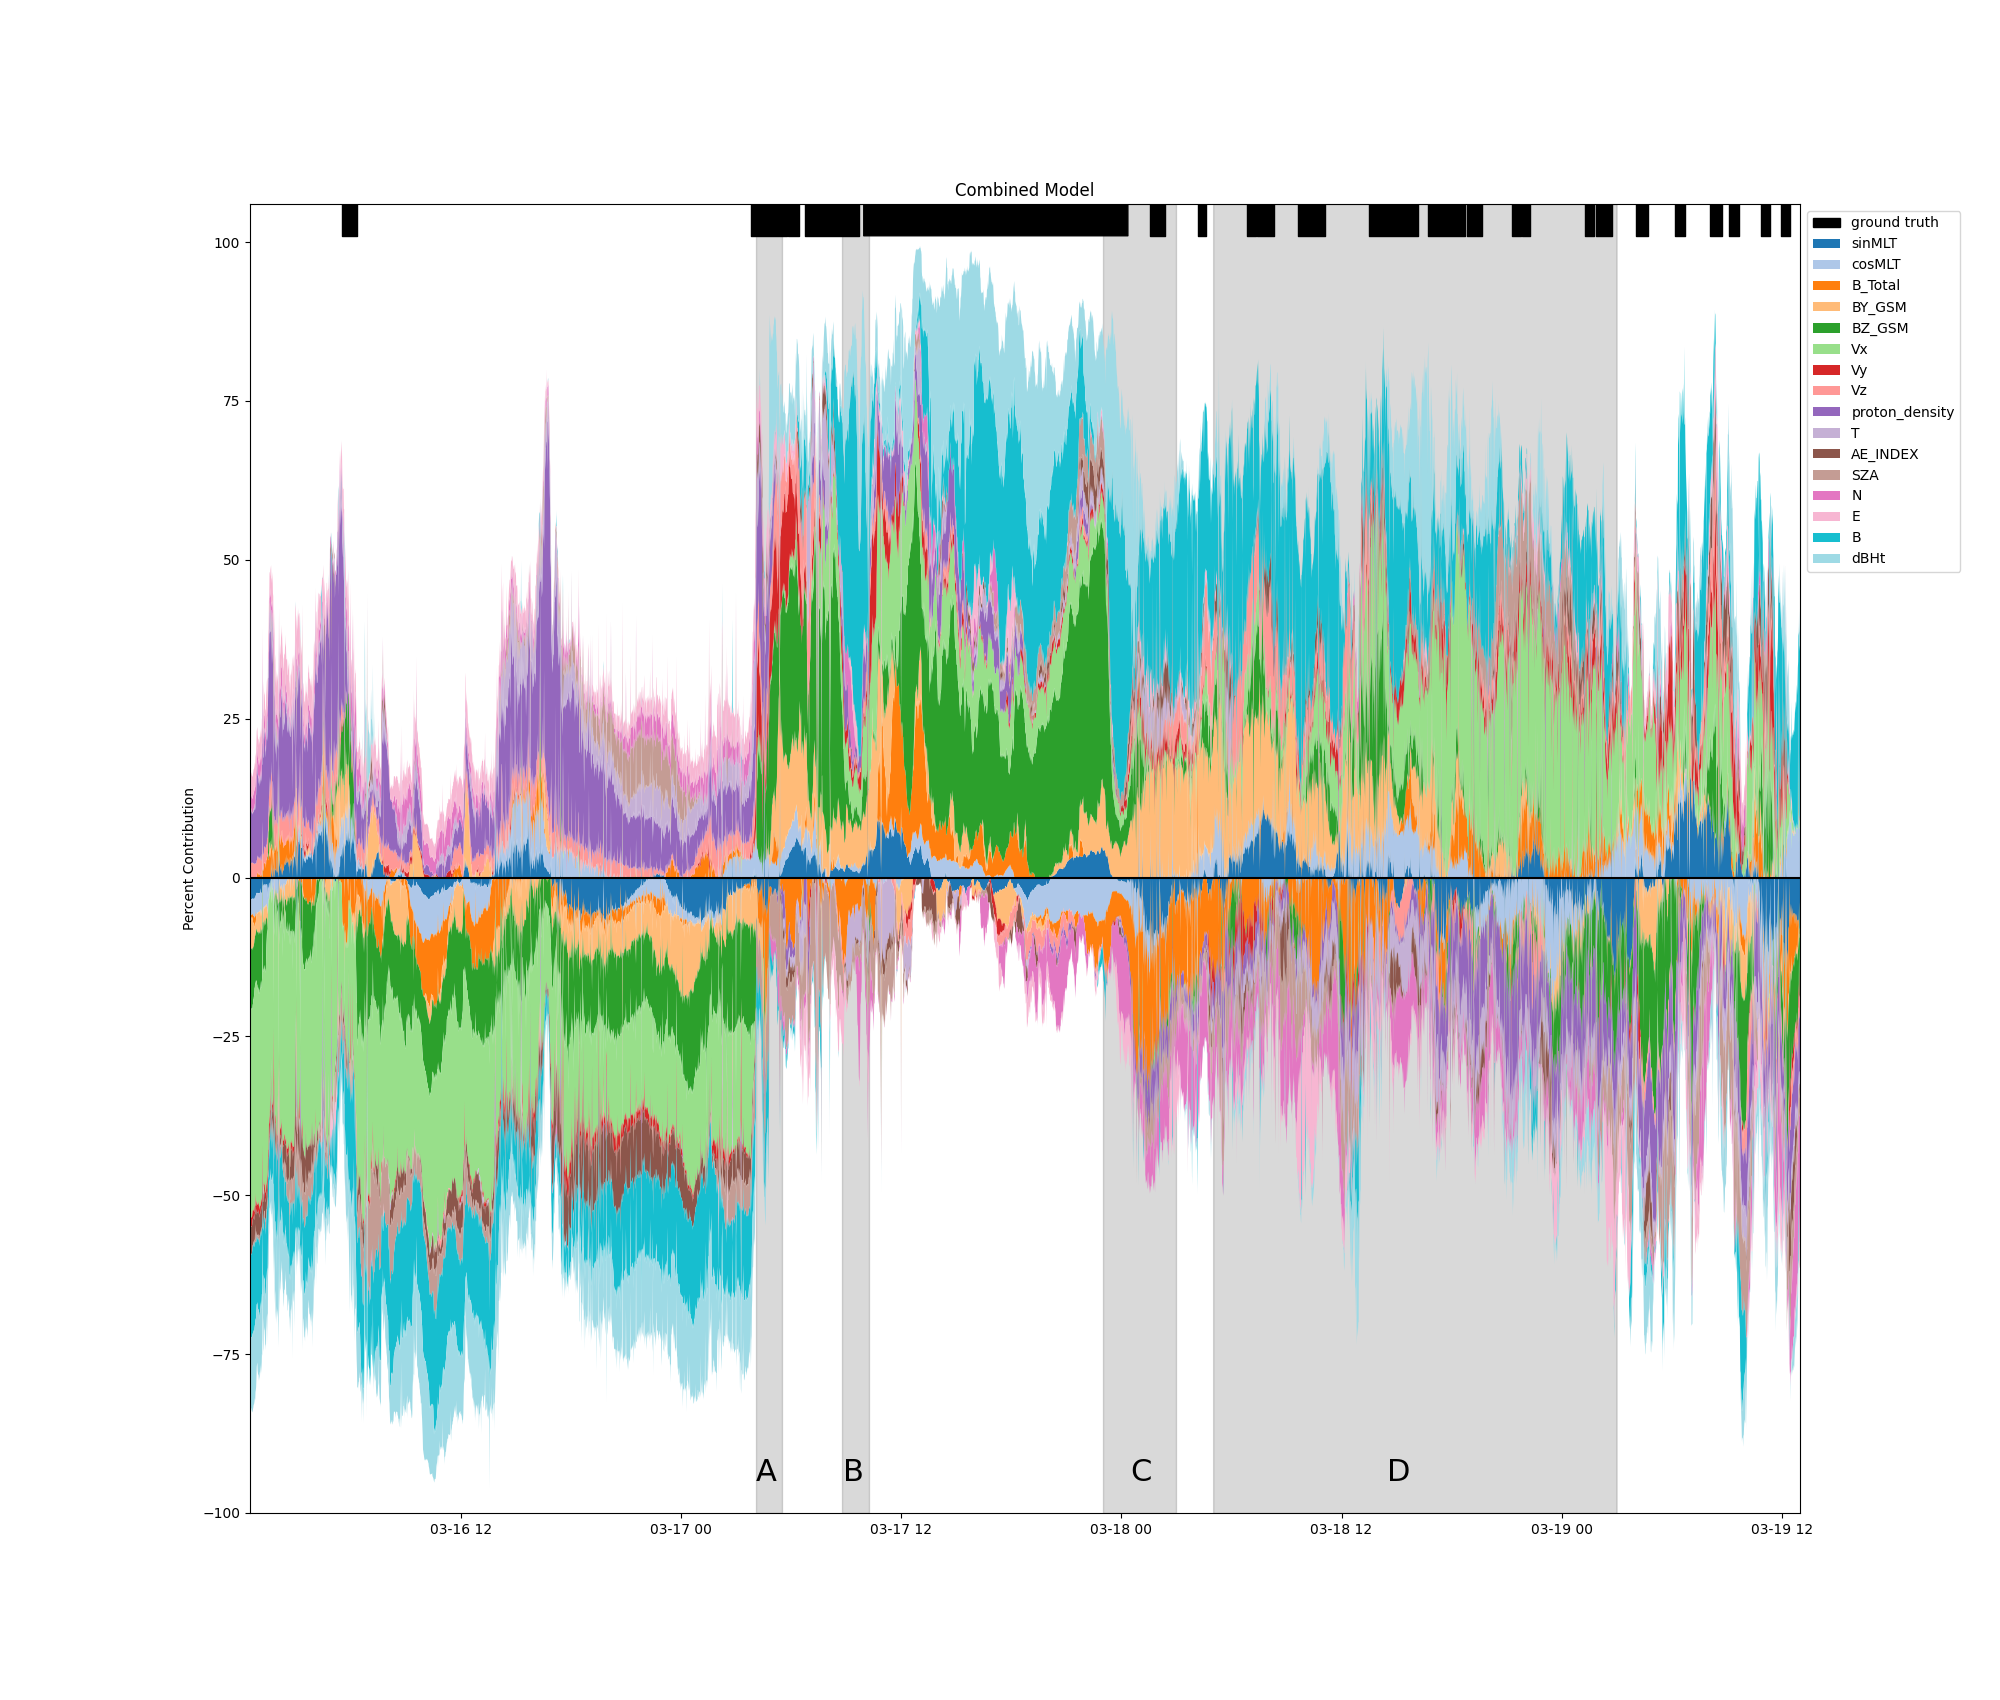 Combined Model
Percent Contribution
100
75
50
25
0
−25
−50
−75
−100
ground truth
sinMLT
cosMLT
B_Total
BY_GSM
BZ_GSM
Vx
Vy
Vz
proton_density
T
AE_INDEX
SZA
N
E
B
dBHt
A B C D
03-16 12 03-17 00 03-17 12 03-18 00 03-18 12 03-19 00 03-19 12